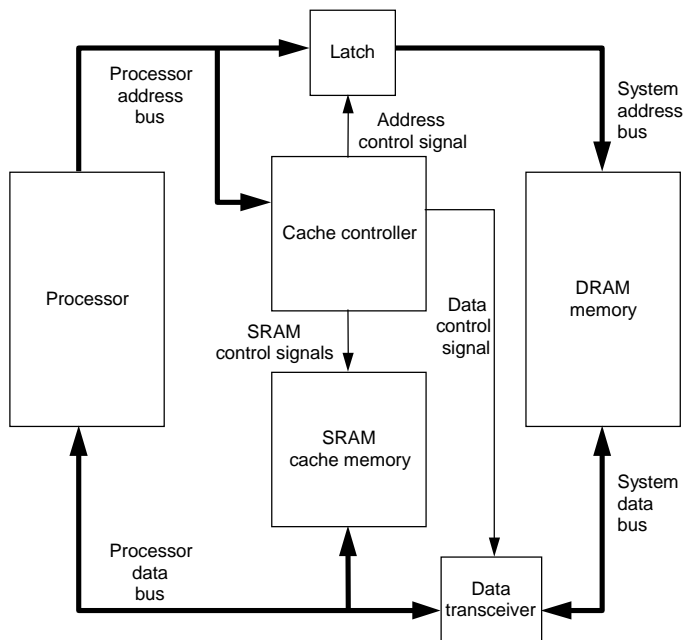 Latch
Processor
address
bus
System
address
bus
Address
control signal
Cache controller
Processor
DRAM
memory
Data
control
signal
SRAM
control signals
SRAM
cache memory
System
data
bus
Processor
data
bus
Data
transceiver